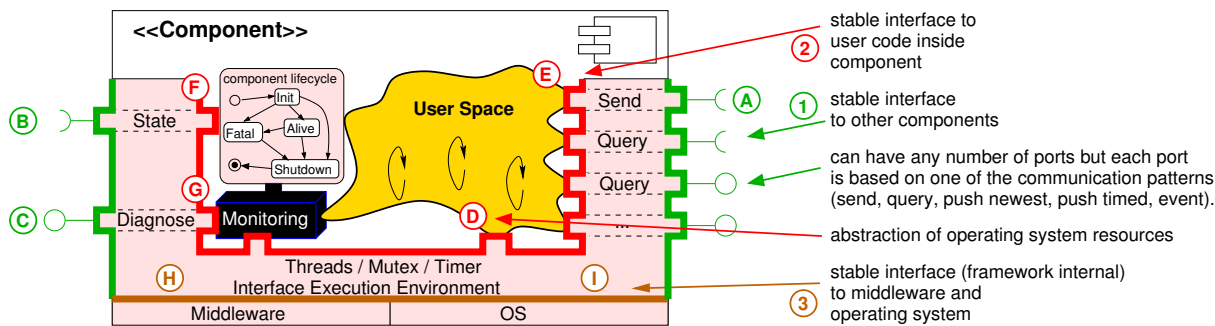 <<Component>>
component lifecycle
Init
Fatal
Alive
Shutdown
User Space
Monitoring
State
Diagnose
Send
Query
Query
...
Threads / Mutex / Timer
Interface Execution Environment
Middleware
OS
A
B
C
D
E
F
G
H
I
2
stable interface to
user code inside
component
1
stable interface
to other components
can have any number of ports but each port
is based on one of the communication patterns
(send, query, push newest, push timed, event).
abstraction of operating system resources
3
stable interface (framework internal)
to middleware and
operating system